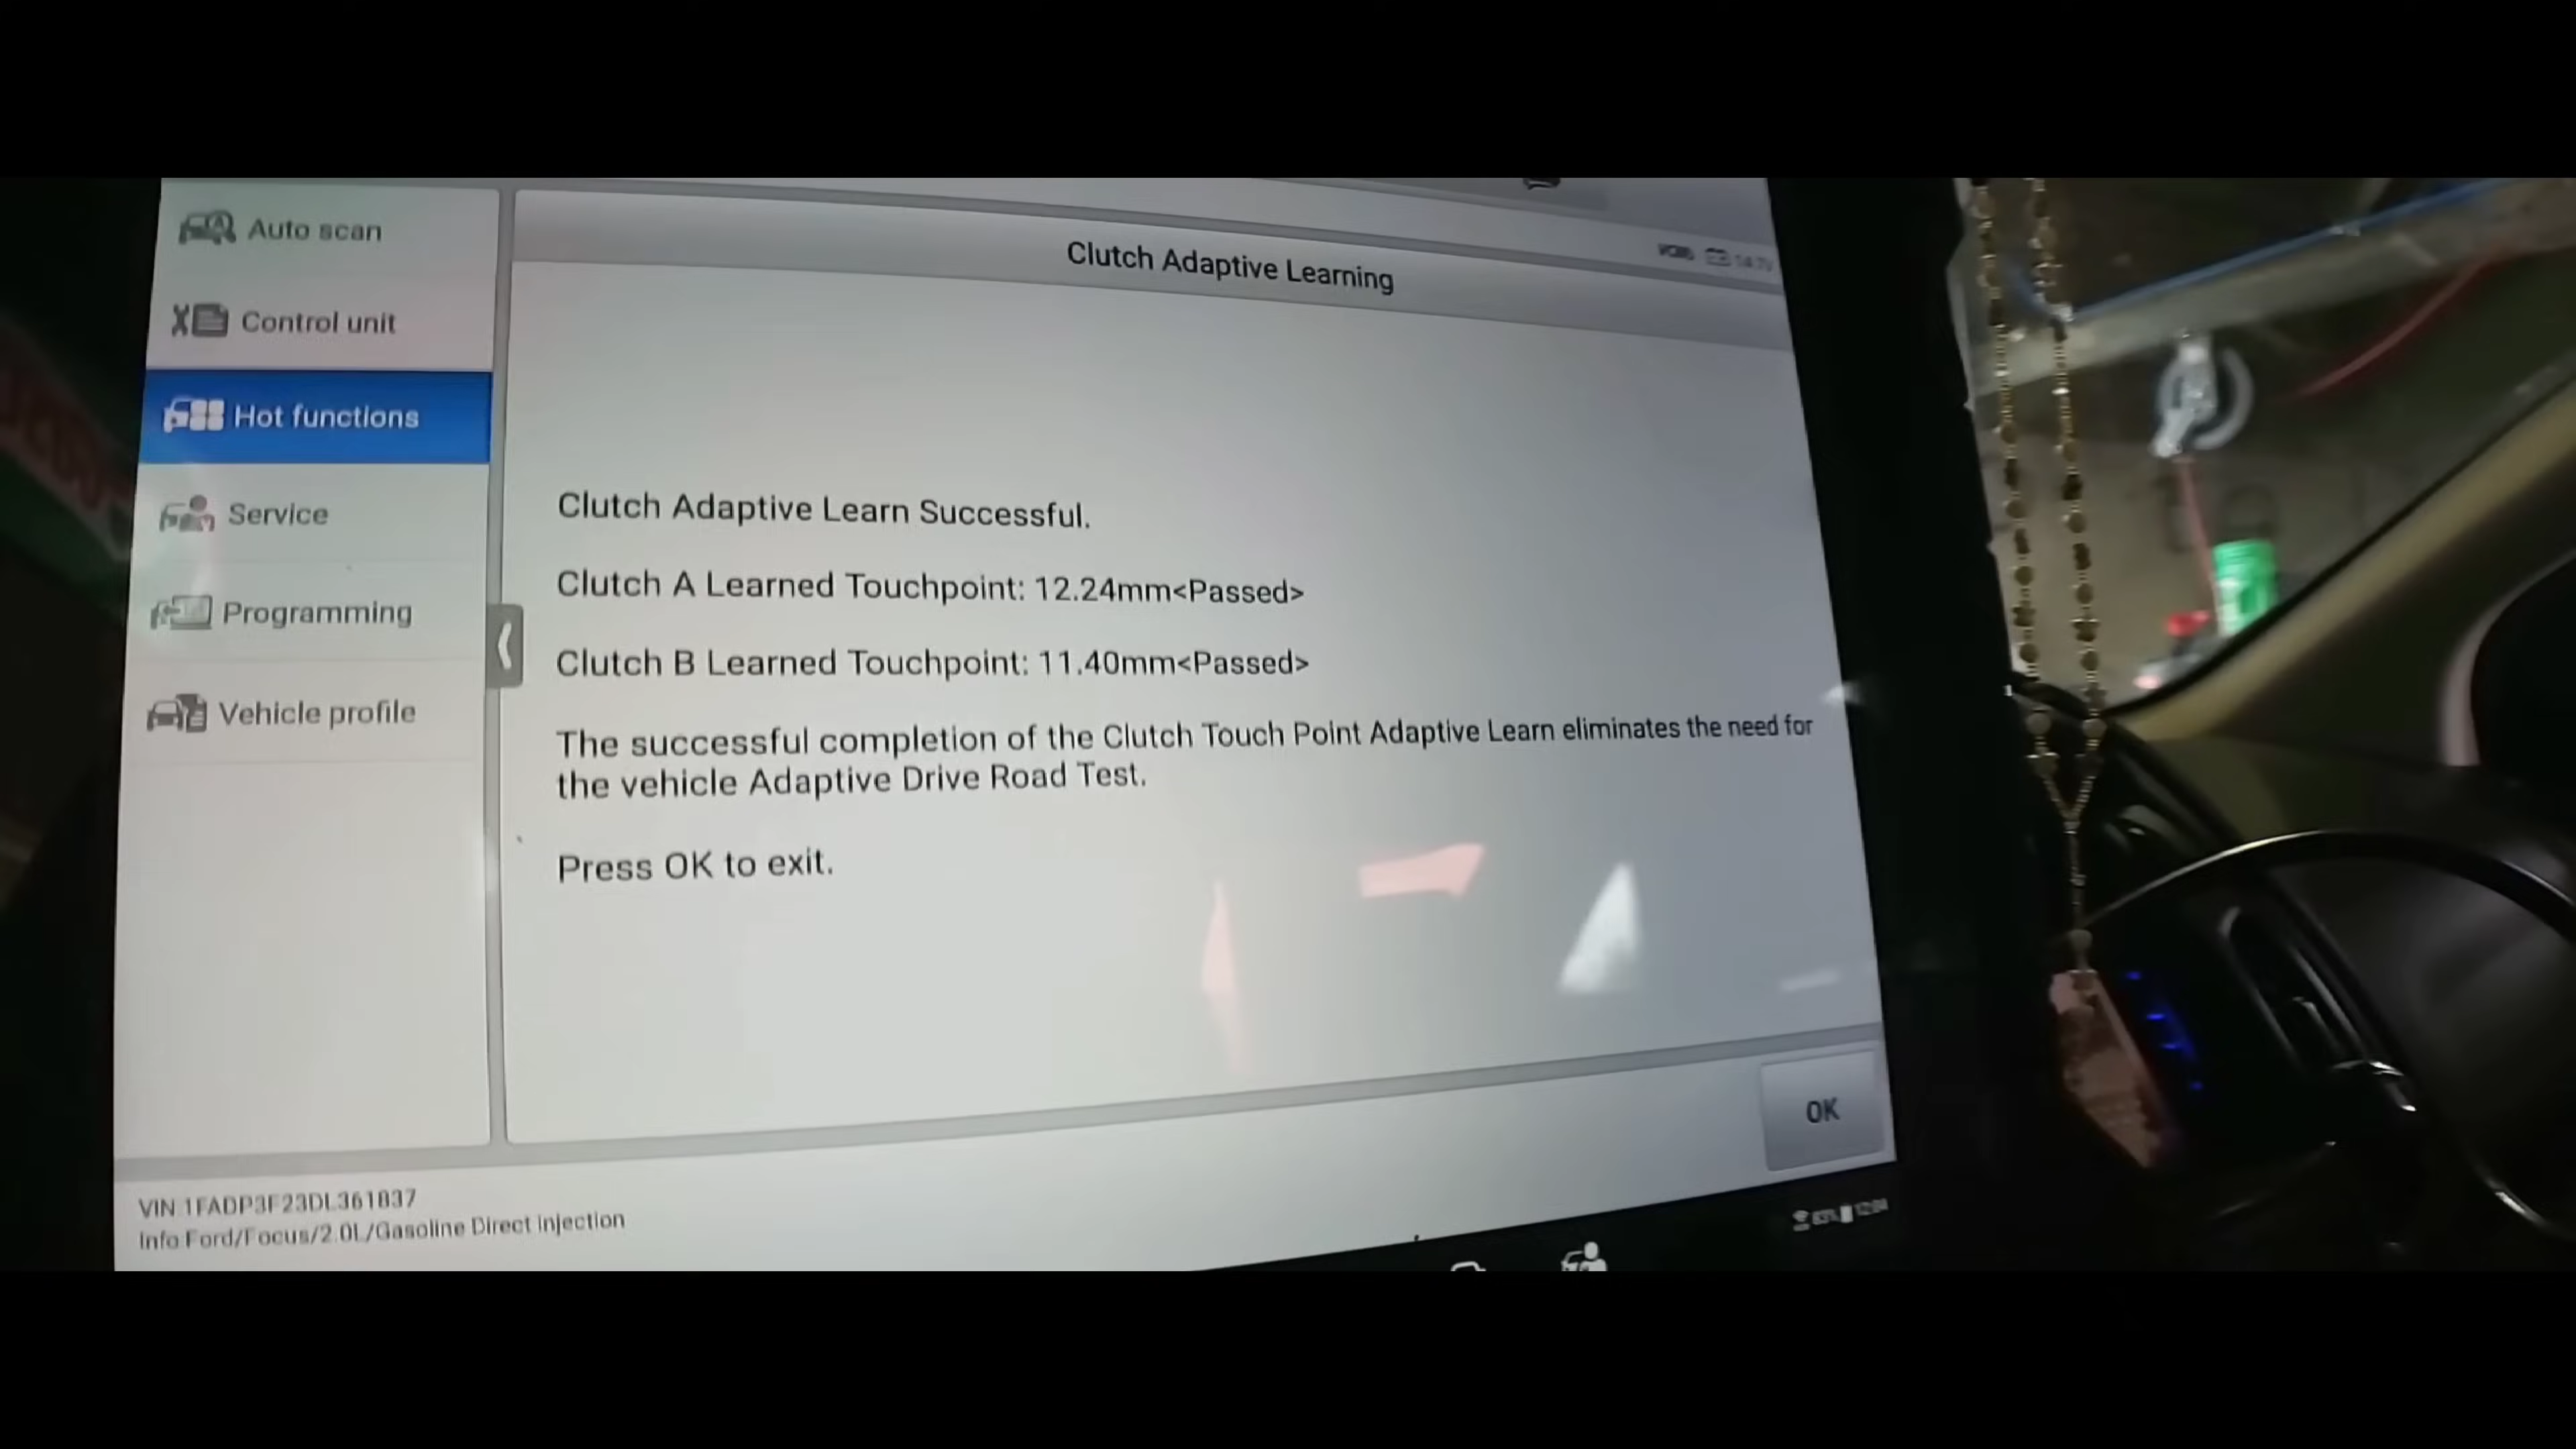 Auto scan
Control unit
Hot functions
Service
Programming
Vehicle profile
Clutch Adaptive Learning
Clutch Adaptive Learn Successful.
Clutch A Learned Touchpoint: 12.24mm<Passed>
Clutch B Learned Touchpoint: 11.40mm<Passed>
The successful completion of the Clutch Touch Point Adaptive Learn eliminates the need for
the vehicle Adaptive Drive Road Test.
Press OK to exit.
OK
VIN 1FADP3F23DL361837
Info Ford/Focus/2.0L/Gasoline Direct injection
83% 12:04